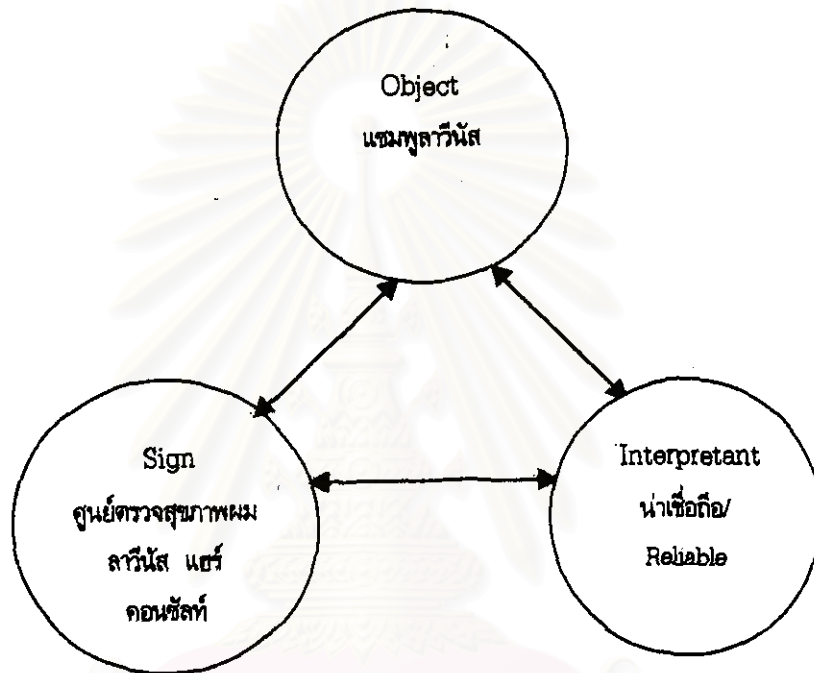 Object
แชมพูลาวีนัส
Sign
ศูนย์ตรวจสุขภาพผม
ลาวีนัส แฮร์
คอนซัลท์
Interpretant
น่าเชื่อถือ/
Reliable